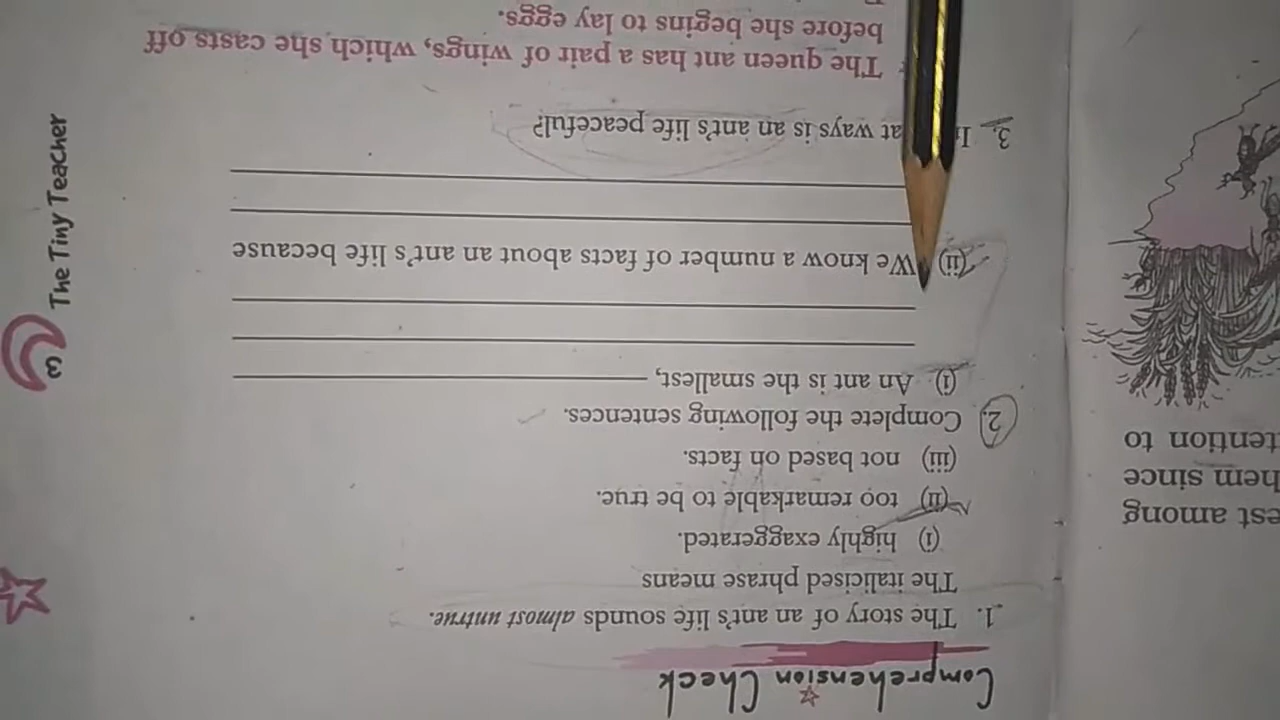 Comprehension Check
1. The story of an ant's life sounds almost untrue.
The italicised phrase means
(i) highly exaggerated.
(ii) too remarkable to be true.
(iii) not based on facts.
2. Complete the following sentences.
(i) An ant is the smallest,
(ii) We know a number of facts about an ant's life because
3. at ways is an ant's life peaceful?
The queen ant has a pair of wings, which she casts off
before she begins to lay eggs.
3 The Tiny Teacher
est among
hem since
tention to